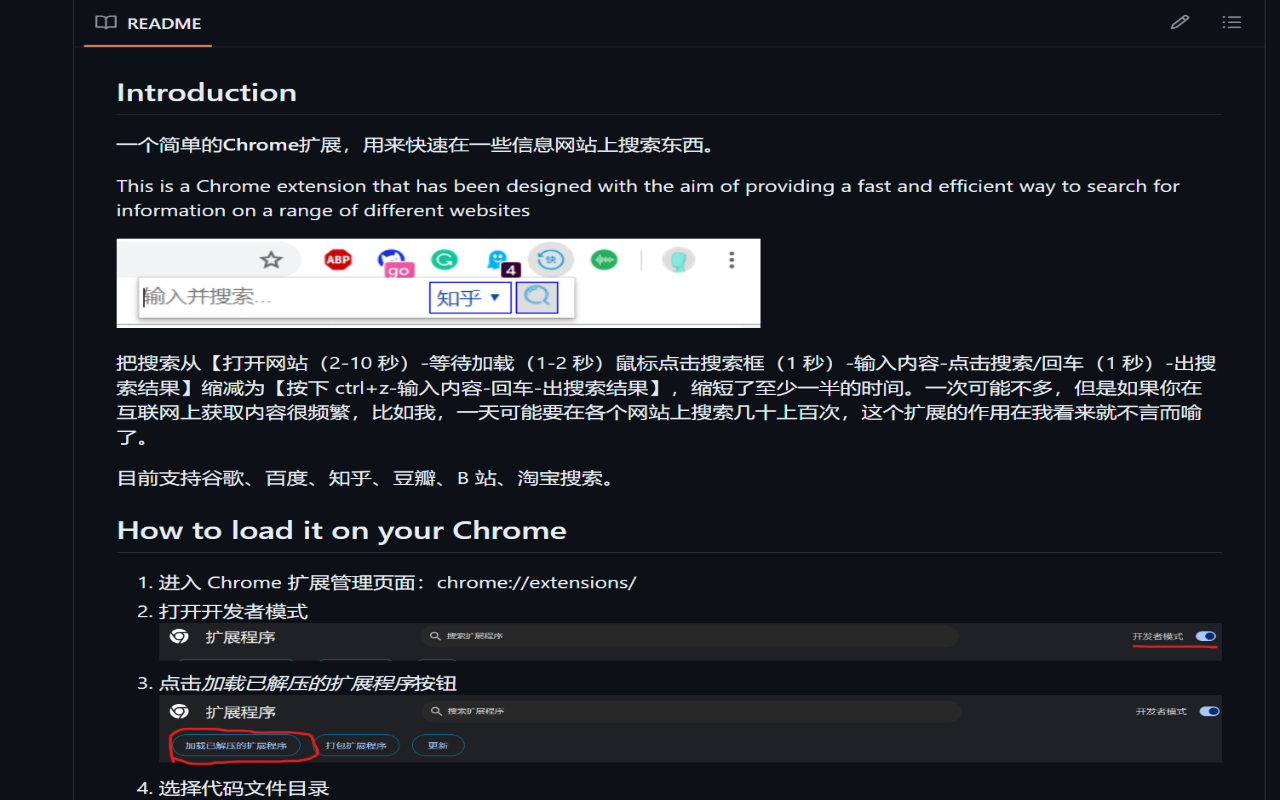 README
Introduction
一个简单的Chrome扩展，用来快速在一些信息网站上搜索东西。
This is a Chrome extension that has been designed with the aim of providing a fast and efficient way to search for
information on a range of different websites
ABP
go
4
快
输入并搜索...
知乎
把搜索从【打开网站（2-10 秒）-等待加载（1-2 秒）鼠标点击搜索框（1 秒）-输入内容-点击搜索/回车（1 秒）-出搜
索结果】缩减为【按下 ctrl+z-输入内容-回车-出搜索结果】，缩短了至少一半的时间。一次可能不多，但是如果你在
互联网上获取内容很频繁，比如我，一天可能要在各个网站上搜索几十上百次，这个扩展的作用在我看来就不言而喻
了。
目前支持谷歌、百度、知乎、豆瓣、B 站、淘宝搜索。
How to load it on your Chrome
1. 进入 Chrome 扩展管理页面：chrome://extensions/
2. 打开开发者模式
扩展程序
搜索扩展程序
开发者模式
3. 点击加载已解压的扩展程序按钮
扩展程序
搜索扩展程序
开发者模式
加载已解压的扩展程序
打包扩展程序
更新
4. 选择代码文件目录